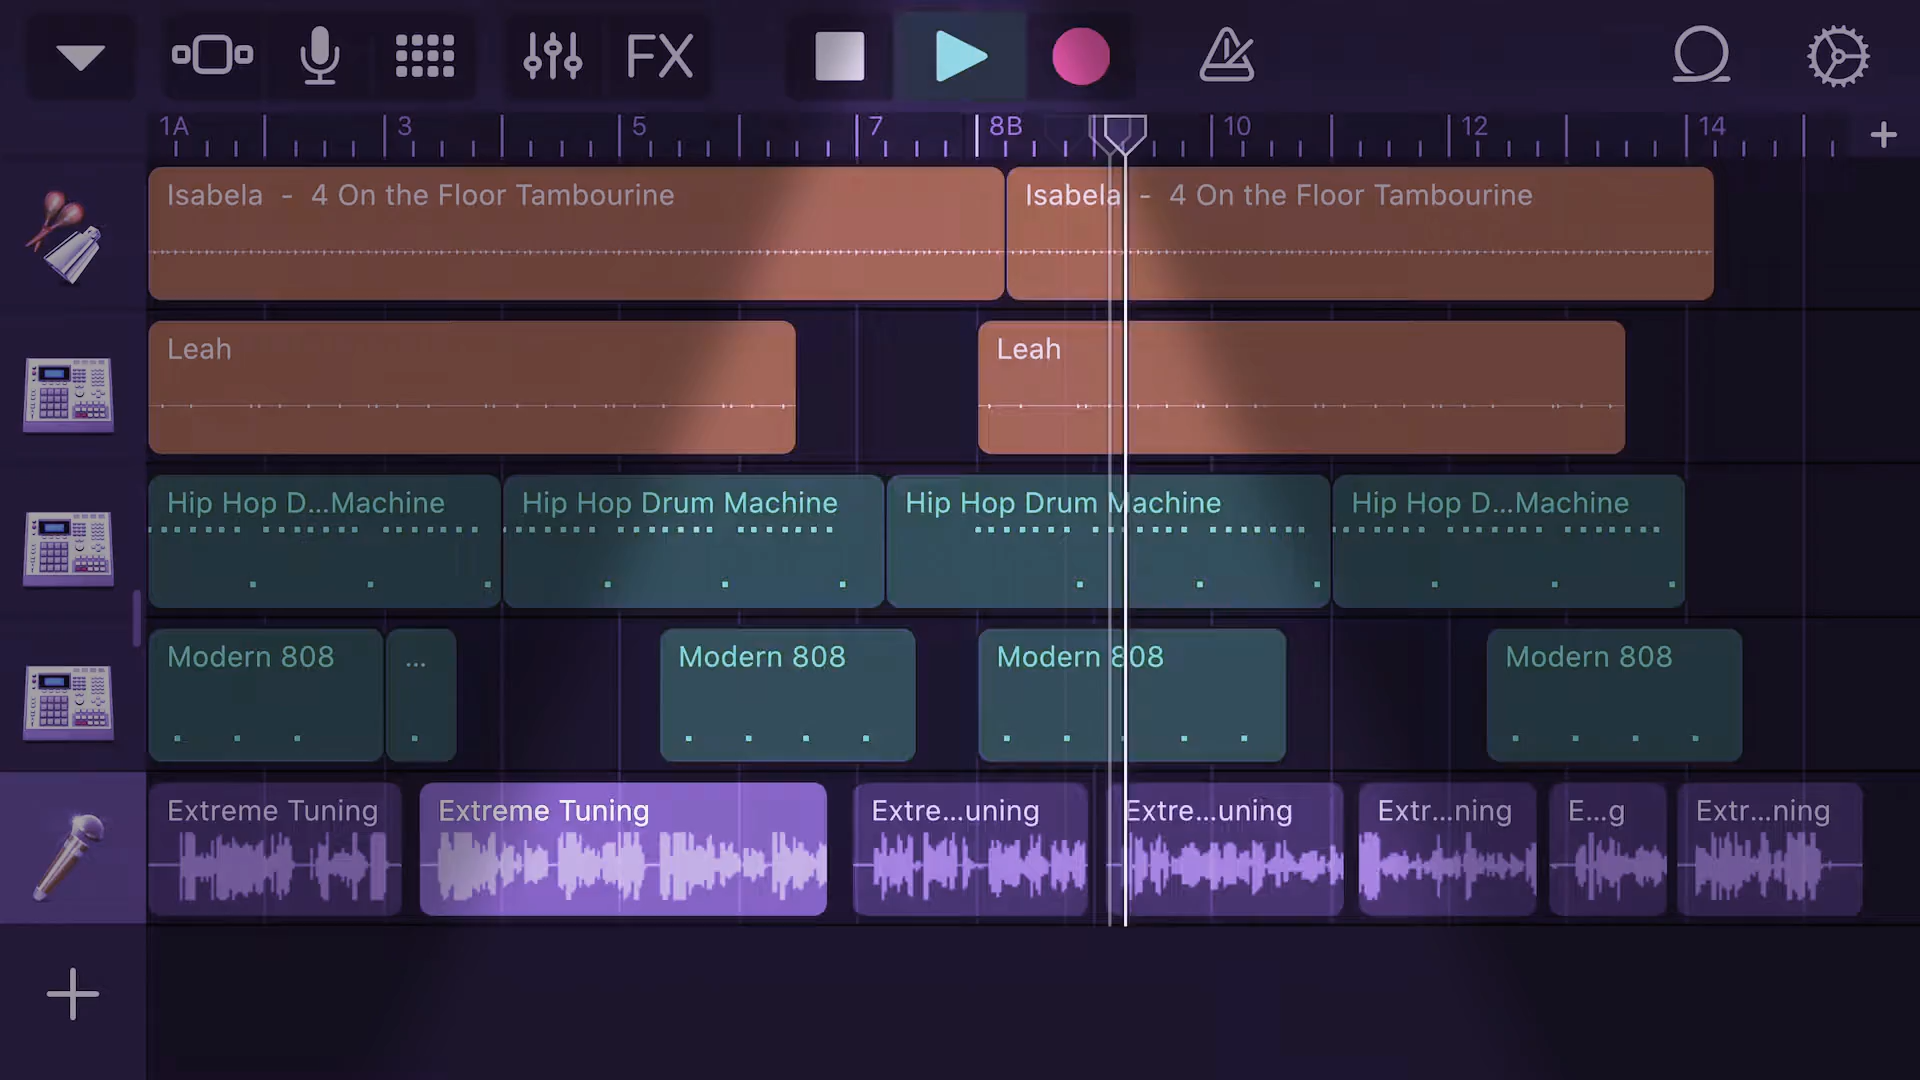 FX
1A 3 5 7 8B 10 12 14
Isabela - 4 On the Floor Tambourine Isabela - 4 On the Floor Tambourine
Leah Leah
Hip Hop D...Machine Hip Hop Drum Machine Hip Hop Drum Machine Hip Hop D...Machine
Modern 808 ... Modern 808 Modern 808 Modern 808
Extreme Tuning Extreme Tuning Extre...uning Extre...uning Extr...ning E...g Extr...ning